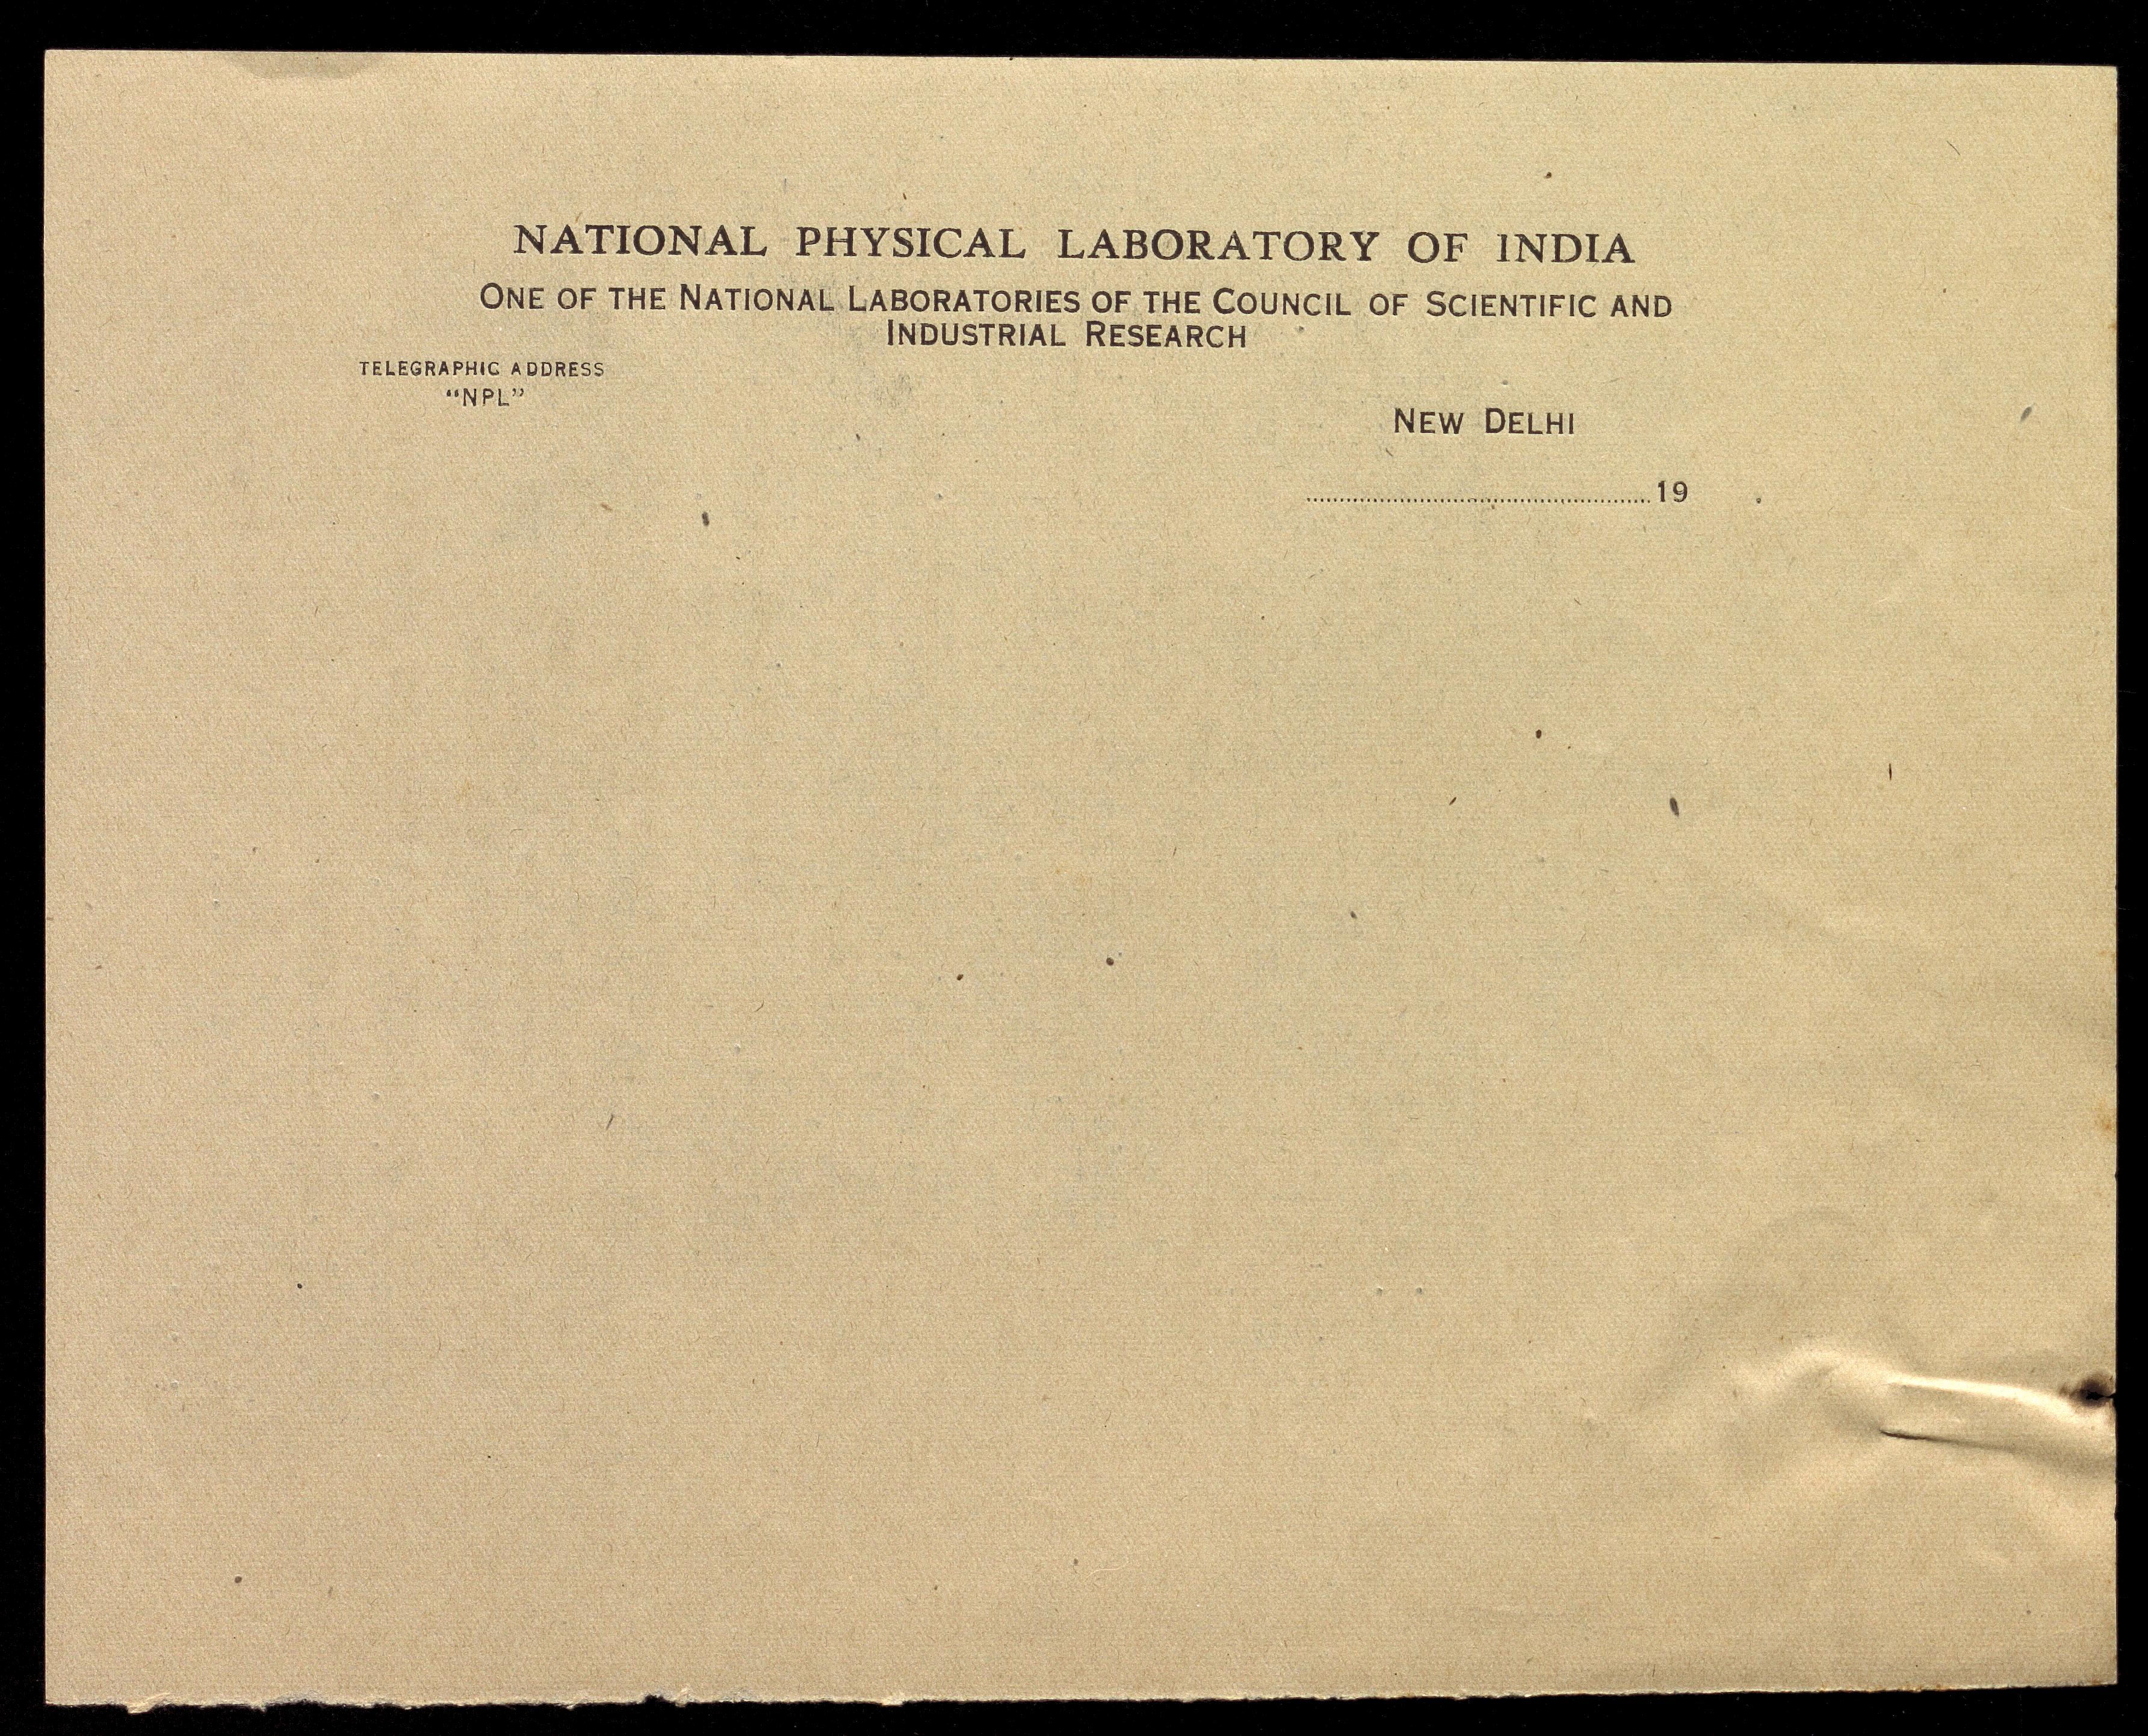 NATIONAL PHYSICAL LABORATORY OF INDIA
ONE OF THE NATIONAL LABORATORIES OF THE COUNCIL OF SCIENTIFIC AND
INDUSTRIAL RESEARCH
TELEGRAPHIC ADDRESS
“NPL”
NEW DELHI
....................................................19